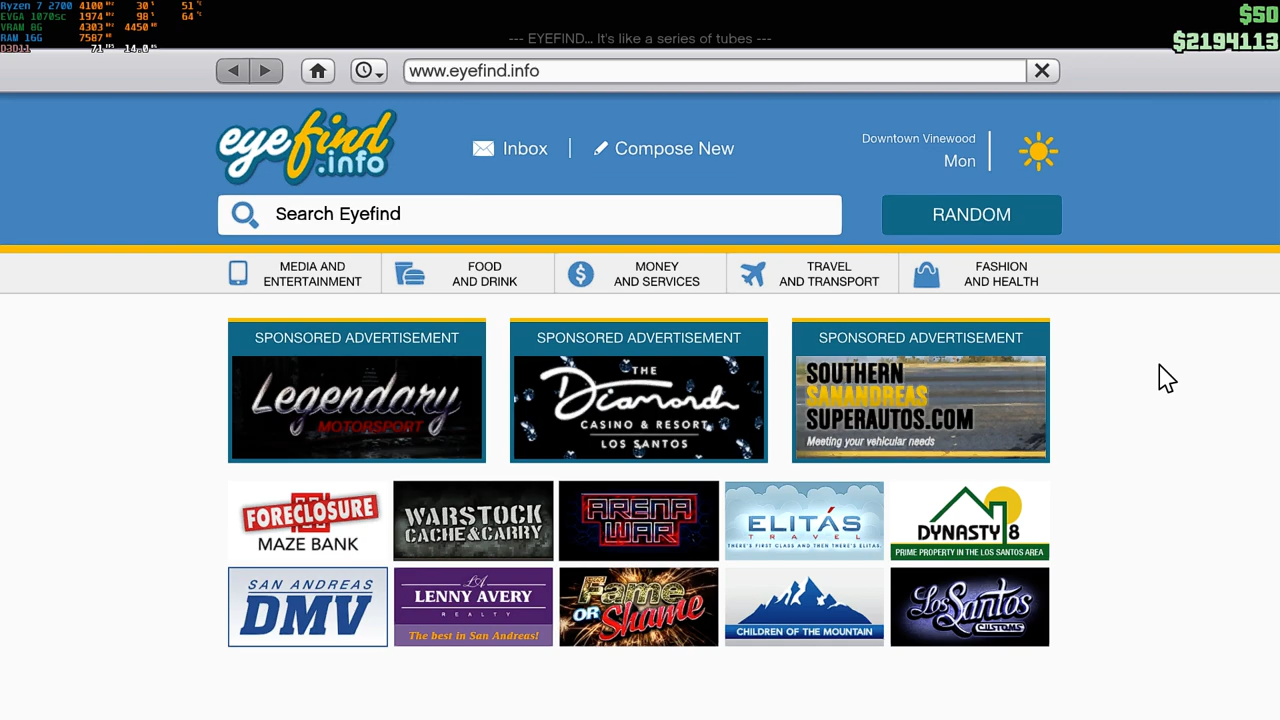 Ryzen 7 2700 4100 MHz 30 % 51 °C
EVGA 1070sc 1974 MHz 98 % 64 °C
VRAM 8G 4303 MHz 4450 MB
RAM 16G 7587 MB
D3D11
$50
$2194113
--- EYEFIND... It's like a series of tubes ---
www.eyefind.info
eyefind
.info
Inbox
Compose New
Downtown Vinewood
Mon
Search Eyefind
RANDOM
MEDIA AND
ENTERTAINMENT
FOOD
AND DRINK
MONEY
AND SERVICES
TRAVEL
AND TRANSPORT
FASHION
AND HEALTH
SPONSORED ADVERTISEMENT
Legendary
MOTORSPORT
SPONSORED ADVERTISEMENT
THE
Diamond
CASINO & RESORT
LOS SANTOS
SPONSORED ADVERTISEMENT
SOUTHERN
SANANDREAS
SUPERAUTOS.COM
Meeting your vehicular needs
FORECLOSURE
MAZE BANK
WARSTOCK
CACHE & CARRY
ARENA
WAR
ELITÁS
TRAVEL
THERE'S FIRST CLASS AND THEN THERE'S ELITAS.
DYNASTY 8
PRIME PROPERTY IN THE LOS SANTOS AREA
SAN ANDREAS
DMV
LA
LENNY AVERY
REALTY
The best in San Andreas!
Fame
OR Shame
CHILDREN OF THE MOUNTAIN
Los Santos
CUSTOMS